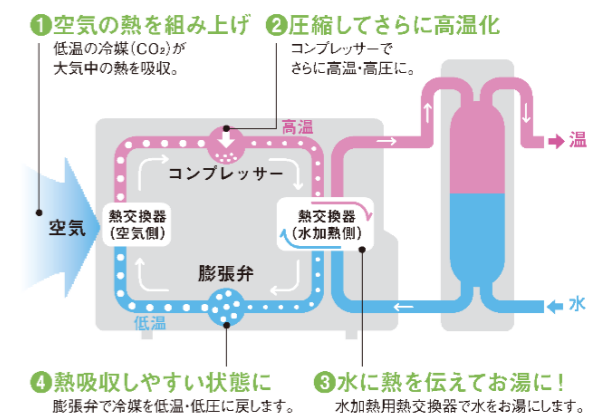 ❶空気の熱を組み上げ
低温の冷媒(CO₂)が
大気中の熱を吸収。
❷圧縮してさらに高温化
コンプレッサーで
さらに高温・高圧に。
高温
コンプレッサー
温
空気
熱交換器
(空気側)
熱交換器
(水加熱側)
膨張弁
低温
水
❹熱吸収しやすい状態に
膨張弁で冷媒を低温・低圧に戻します。
❸水に熱を伝えてお湯に!
水加熱用熱交換器で水をお湯にします。